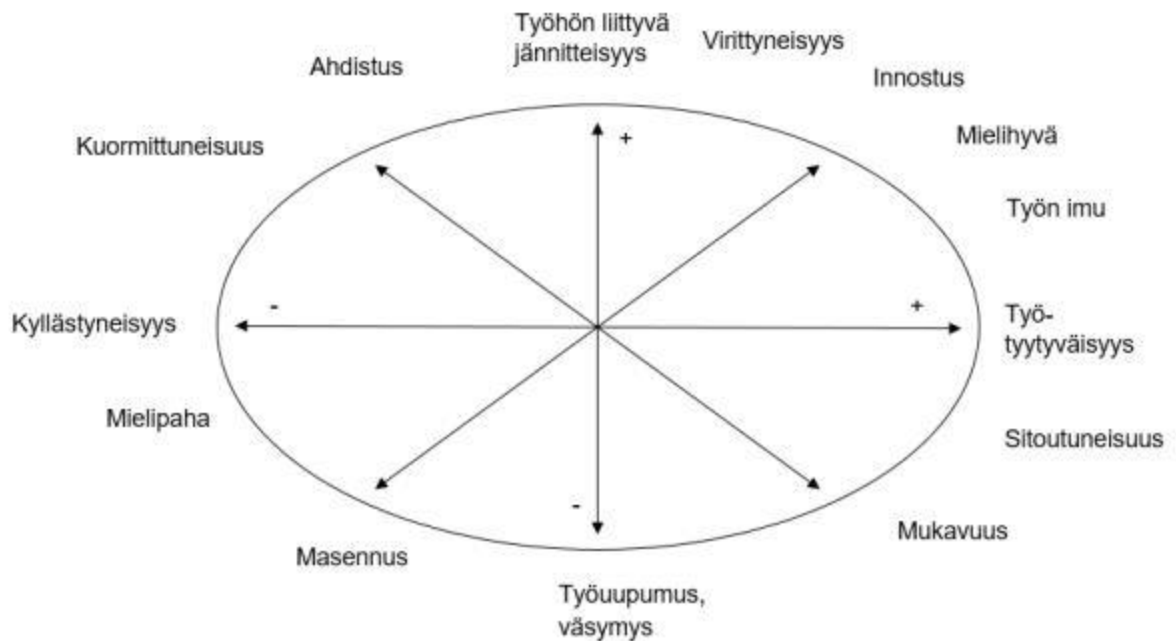 Työhön liittyvä
jännitteisyys
Virittyneisyys
Ahdistus
Innostus
Kuormittuneisuus
+
Mielihyvä
Työn imu
Kyllästyneisyys
-
+
Työ-
tyytyväisyys
Mielipaha
Sitoutuneisuus
-
Masennus
Mukavuus
Työuupumus,
väsymys